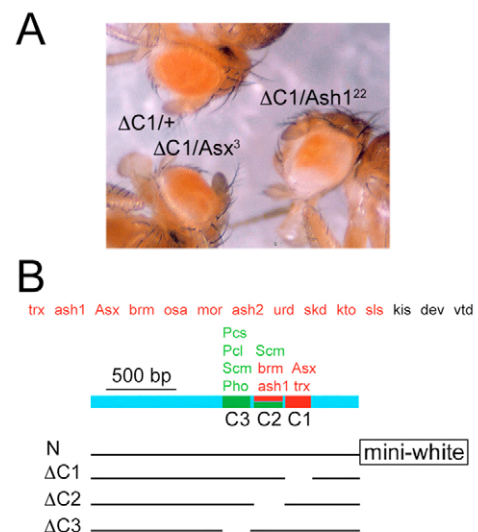 A
ΔC1/+
ΔC1/Asx³
ΔC1/Ash1²²
B
trx ash1 Asx brm osa mor ash2 urd skd kto sls kis dev vtd
Pcs
Pcl Scm
Scm brm Asx
Pho ash1 trx
500 bp
C3 C2 C1
N mini-white
ΔC1
ΔC2
ΔC3